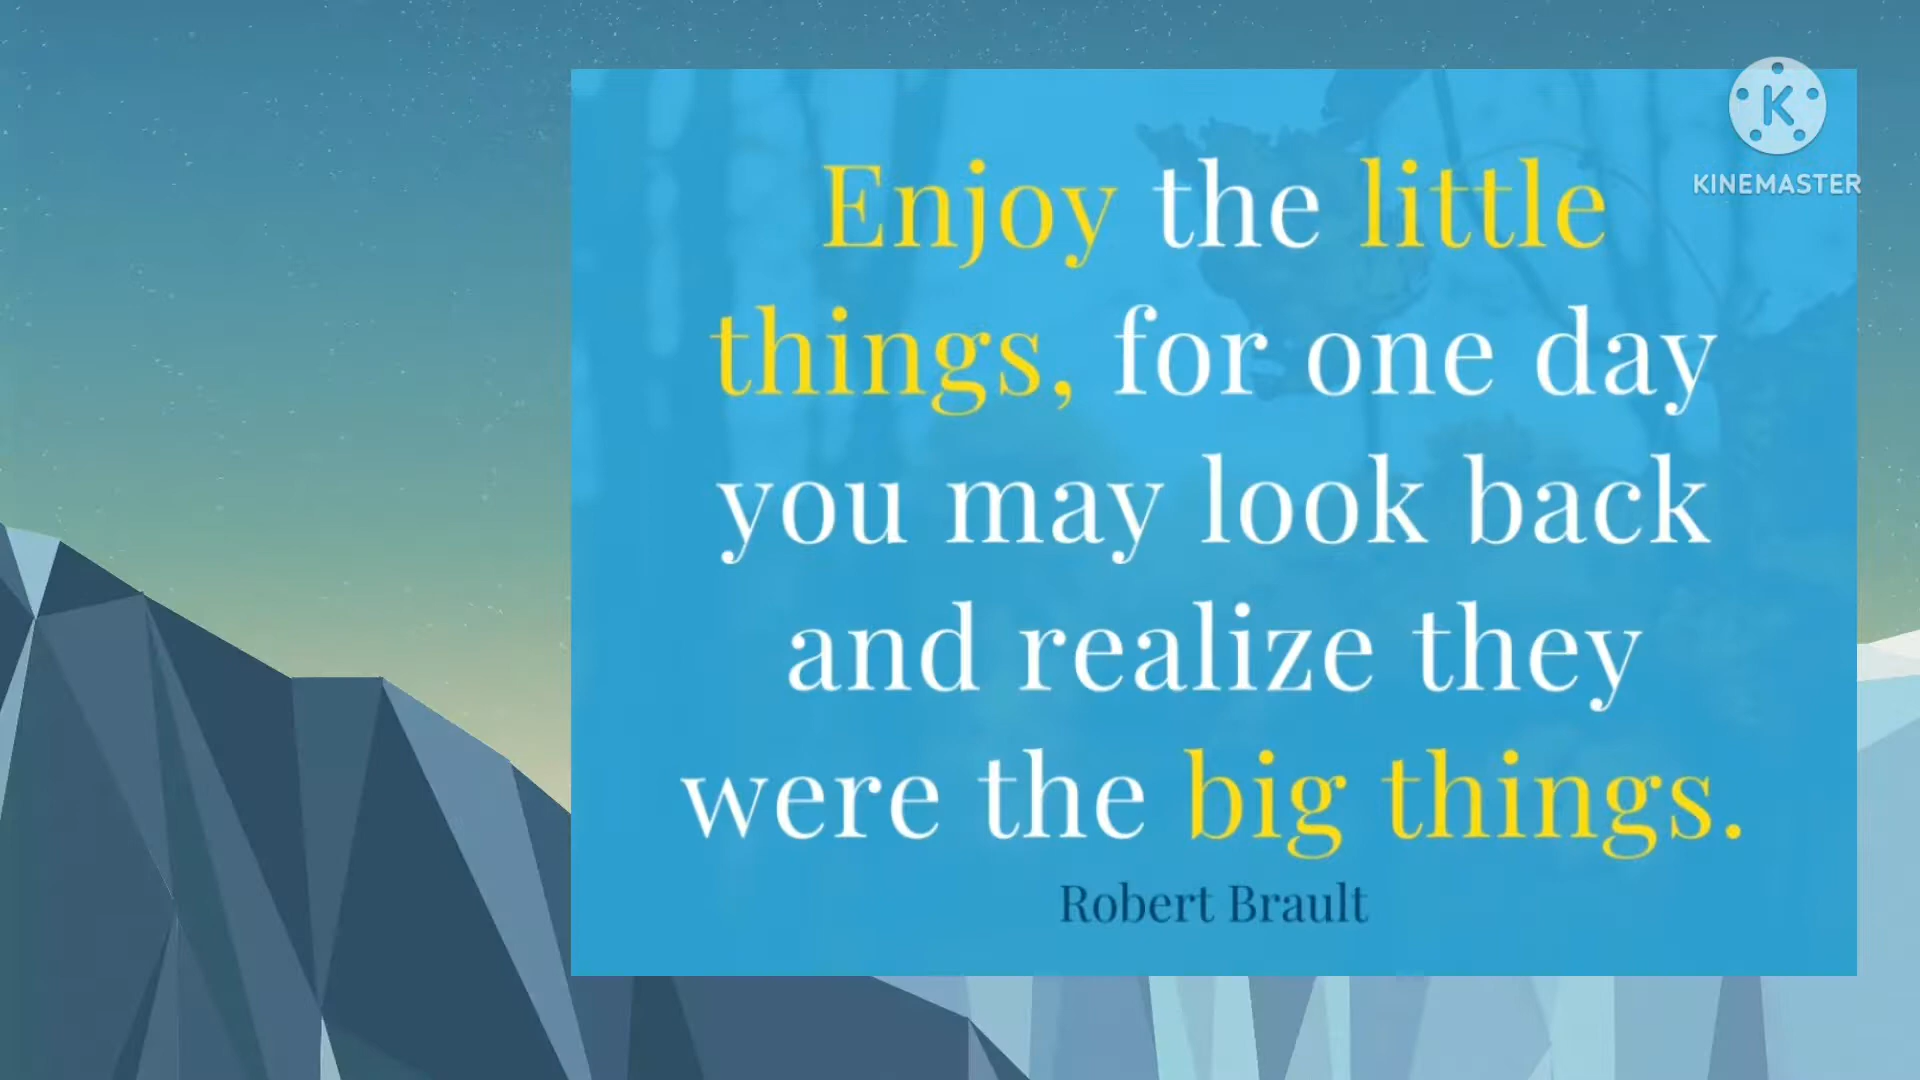 K
KINEMASTER
Enjoy the little
things, for one day
you may look back
and realize they
were the big things.
Robert Brault